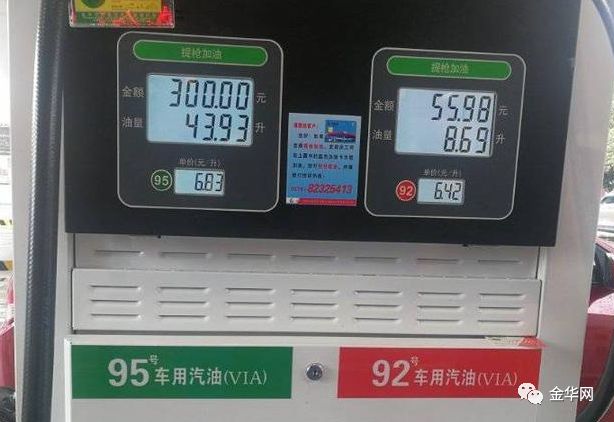 提枪加油
金额 300.00 元
油量 43.93 升
单价(元/升)
95 6.83
提枪加油
金额 55.98 元
油量 8.69 升
单价(元/升)
92 6.42
82325413
95号车用汽油(VIA)
92号车用汽油(VIA)
金华网